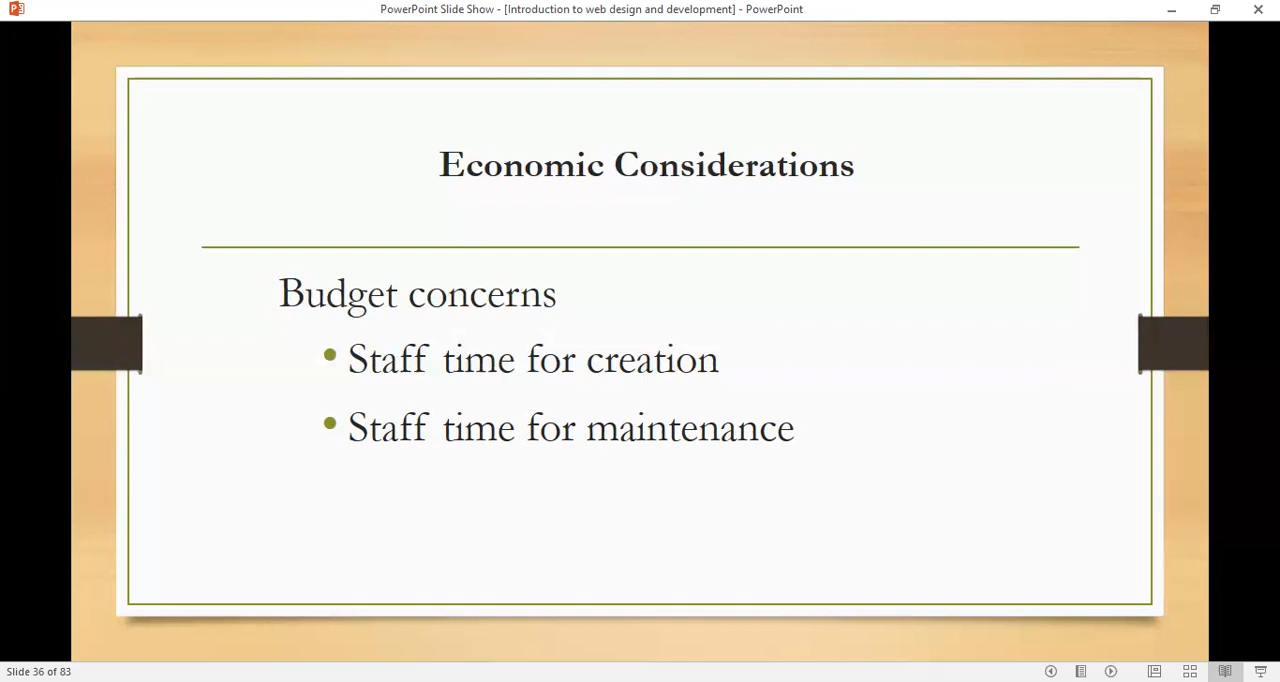 PowerPoint Slide Show - [Introduction to web design and development] - PowerPoint
Economic Considerations
Budget concerns
• Staff time for creation
• Staff time for maintenance
Slide 36 of 83